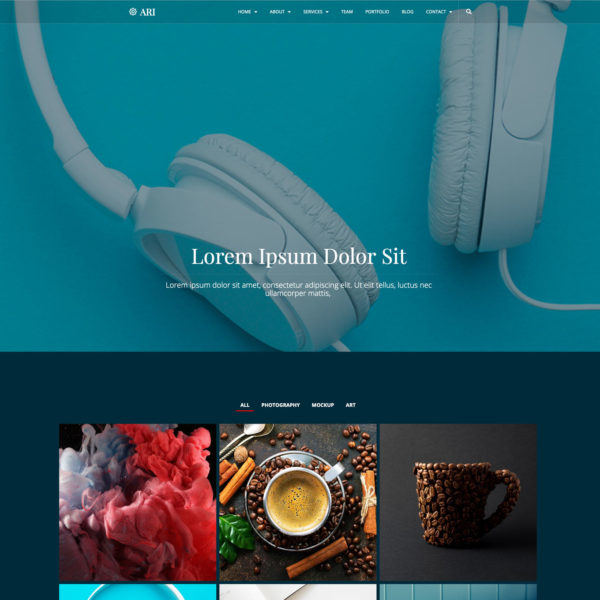 ARI
HOME ABOUT SERVICES TEAM PORTFOLIO BLOG CONTACT
Lorem Ipsum Dolor Sit
Lorem ipsum dolor sit amet, consectetur adipiscing elit. Ut elit tellus, luctus nec
ullamcorper mattis,
ALL PHOTOGRAPHY MOCKUP ART